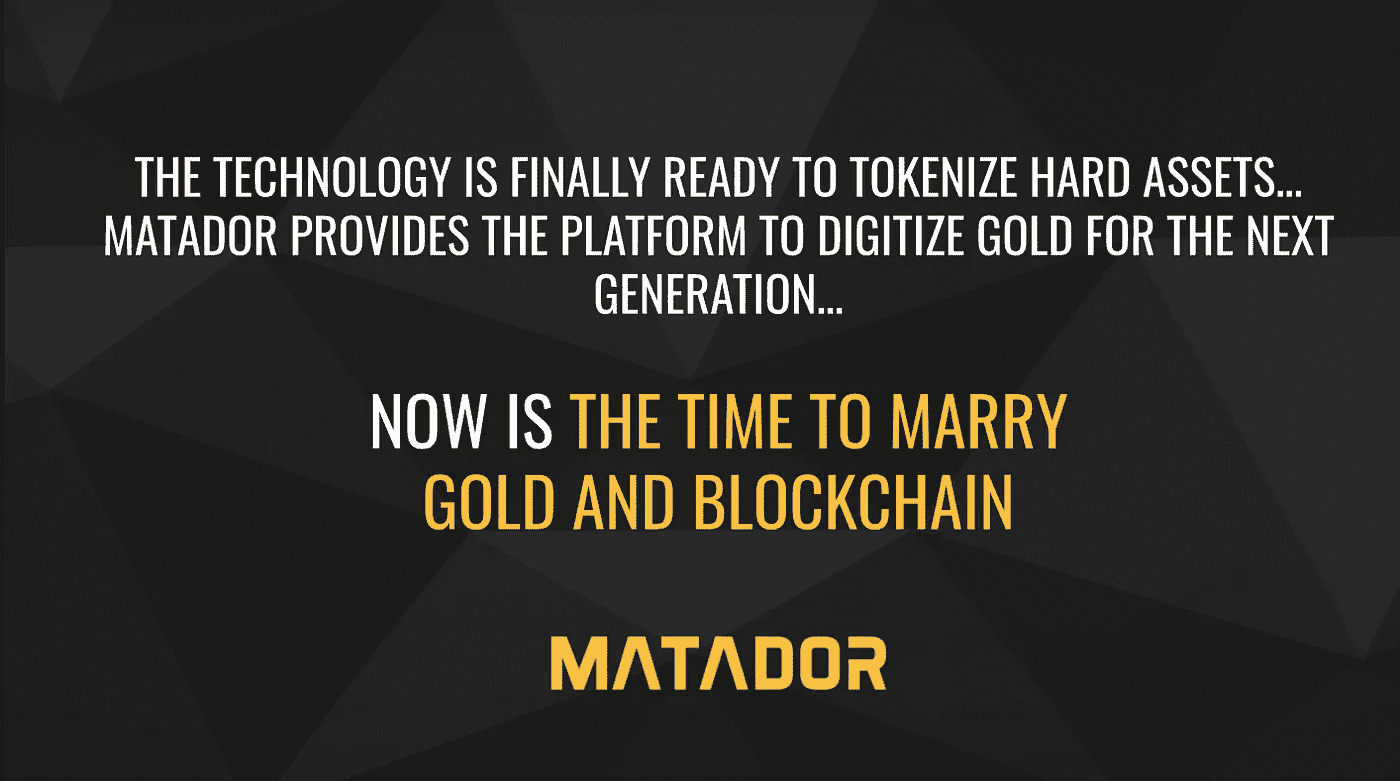 THE TECHNOLOGY IS FINALLY READY TO TOKENIZE HARD ASSETS...
MATADOR PROVIDES THE PLATFORM TO DIGITIZE GOLD FOR THE NEXT
GENERATION...
NOW IS THE TIME TO MARRY
GOLD AND BLOCKCHAIN
MATADOR